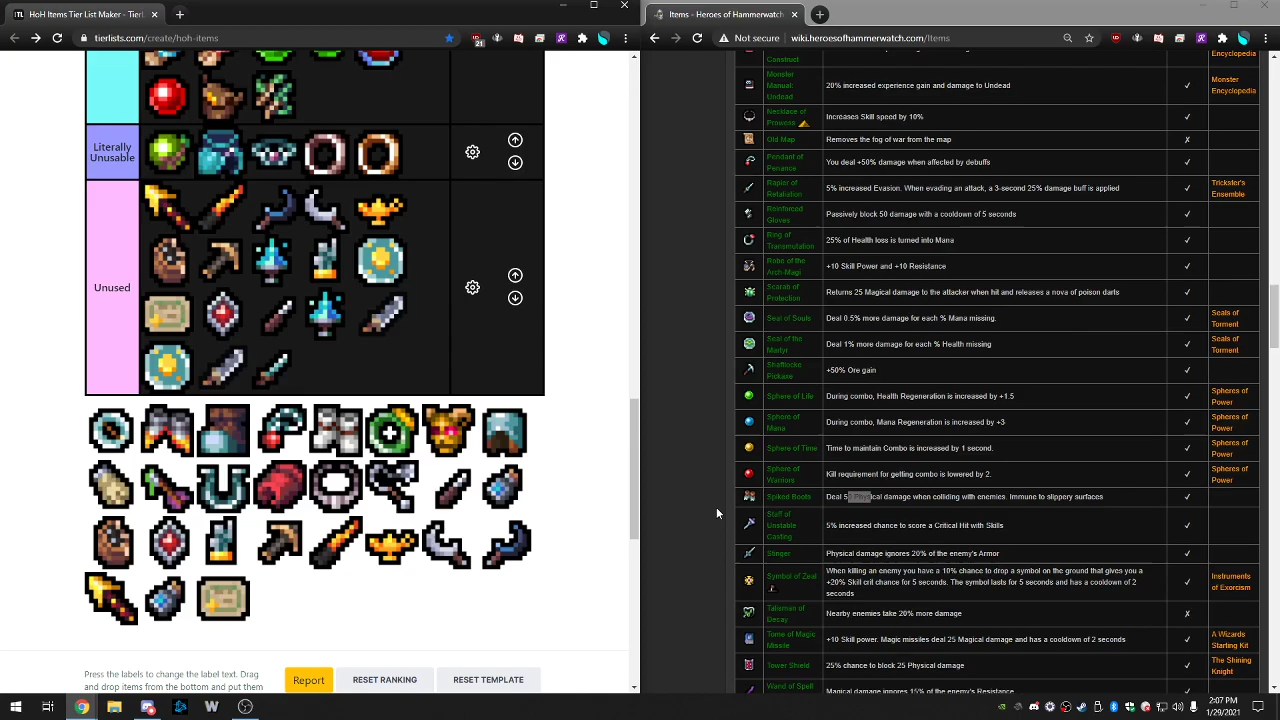 HoH Items Tier List Maker - TierLists.com
Items - Heroes of Hammerwatch
tierlists.com/create/hoh-items
21
Not secure
wiki.heroesofhammerwatch.com/Items
Construct
Encyclopedia
Monster Manual: Undead
20% increased experience gain and damage to Undead
Monster Encyclopedia
Necklace of Prowess
Increases Skill speed by 10%
Old Map
Removes the fog of war from the map
Literally Unusable
Pendant of Penance
You deal +50% damage when affected by debuffs
Rapier of Retaliation
Trickster's Ensemble
Reinforced Gloves
Passively block 50 damage with a cooldown of 5 seconds
Ring of Transmutation
25% of Health loss is turned into Mana
Robe of the Arch-Magi
+10 Skill Power and +10 Resistance
Unused
Scarab of Protection
Returns 25 Magical damage to the attacker when hit and releases a nova of poison darts
Seal of Souls
Deal 0.5% more damage for each % Mana missing.
Seals of Torment
Seal of the Martyr
Deal 1% more damage for each % Health missing
Seals of Torment
Shaftlocke Pickaxe
+50% Ore gain
Sphere of Life
During combo, Health Regeneration is increased by +1.5
Spheres of Power
Sphere of Mana
During combo, Mana Regeneration is increased by +3
Spheres of Power
Sphere of Time
Time to maintain Combo is increased by 1 second.
Spheres of Power
Sphere of Warriors
Kill requirement for getting combo is lowered by 2.
Spheres of Power
Spiked Boots
Physical damage when colliding with enemies. Immune to slippery surfaces
Staff of Unstable Casting
5% increased chance to score a Critical Hit with Skills
Stinger
Physical damage ignores 20% of the enemy's Armor
Symbol of Zeal
When killing an enemy you have a 10% chance to drop a symbol on the ground that gives you a
+20% Skill crit chance for 5 seconds. The symbol lasts for 5 seconds and has a cooldown of 2
seconds
Instruments of Exorcism
Talisman of Decay
Nearby enemies take 20% more damage
Tome of Magic Missile
+10 Skill power. Magic missiles deal 25 Magical damage and has a cooldown of 2 seconds
A Wizards Starting Kit
Tower Shield
25% chance to block 25 Physical damage
The Shining Knight
Wand of Spell
Magical damage ignores 15% of the enemy's Resistance
Press the labels to change the label text. Drag
and drop items from the bottom and put them
Report
RESET RANKING
RESET TEMPLATE
2:07 PM
1/29/2021